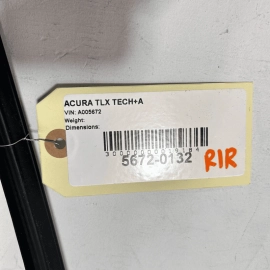 ACURA TLX TECH+A
VIN: A005672
Weight:
Dimensions:
5672-0132
RIR